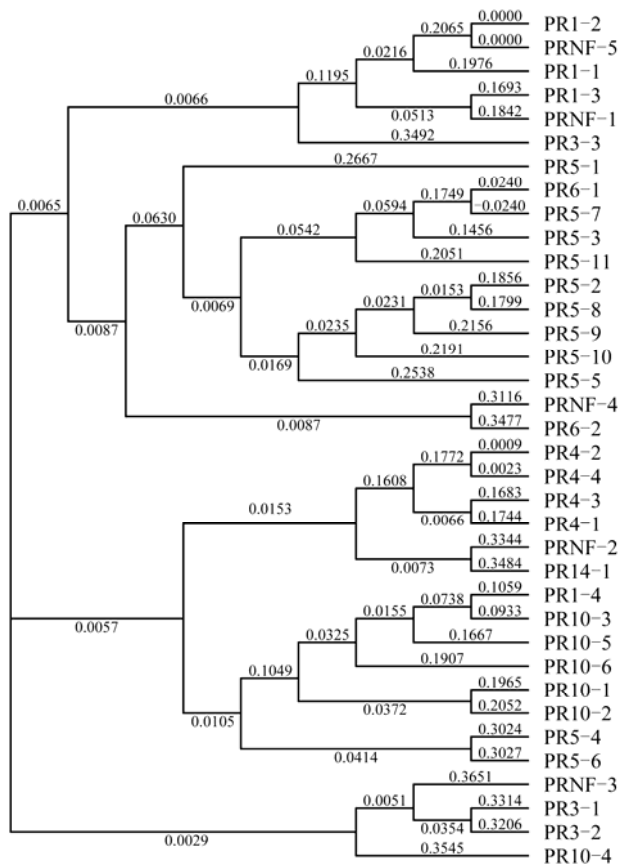 0.0000 PR1-2
0.2065
0.0000 PRNF-5
0.0216
0.1976 PR1-1
0.1195
0.1693 PR1-3
0.0066
0.0513 0.1842 PRNF-1
0.3492 PR3-3
0.2667 PR5-1
0.0240 PR6-1
0.1749
0.0065 0.0594 -0.0240 PR5-7
0.0630
0.0542 0.1456 PR5-3
0.2051 PR5-11
0.1856 PR5-2
0.0153
0.0069 0.0231 0.1799 PR5-8
0.0087 0.0235 0.2156 PR5-9
0.2191 PR5-10
0.0169
0.2538 PR5-5
0.3116 PRNF-4
0.0087 0.3477 PR6-2
0.0009 PR4-2
0.1772
0.0023 PR4-4
0.1608
0.1683 PR4-3
0.0153
0.0066 0.1744 PR4-1
0.3344 PRNF-2
0.0073 0.3484 PR14-1
0.1059 PR1-4
0.0738
0.0057 0.0155 0.0933 PR10-3
0.0325 0.1667 PR10-5
0.1907 PR10-6
0.1049
0.1965 PR10-1
0.0105 0.0372 0.2052 PR10-2
0.3024 PR5-4
0.0414 0.3027 PR5-6
0.3651 PRNF-3
0.0051
0.3314 PR3-1
0.0354 0.3206 PR3-2
0.0029 0.3545 PR10-4